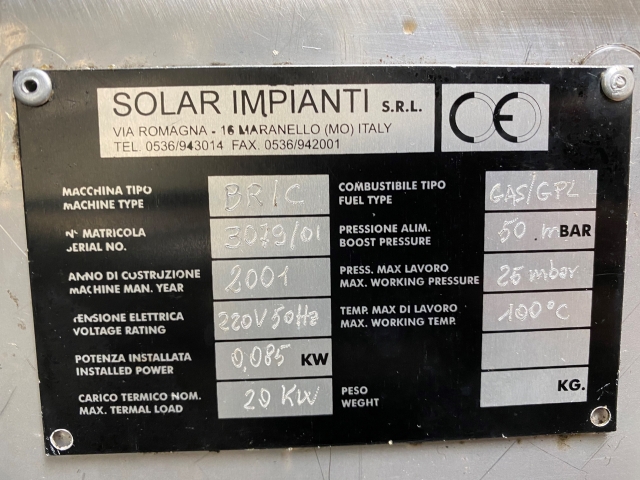 SOLAR IMPIANTI S.R.L.
VIA ROMAGNA - 16 MARANELLO (MO) ITALY
TEL. 0536/943014 FAX. 0536/942001
CE
MACCHINA TIPO
MACHINE TYPE
BR/C
N° MATRICOLA
SERIAL NO.
3079/01
ANNO DI COSTRUZIONE
MACHINE MAN. YEAR
2001
TENSIONE ELETTRICA
VOLTAGE RATING
220V 50Hz
POTENZA INSTALLATA
INSTALLED POWER
0,085 KW
CARICO TERMICO NOM.
MAX. TERMAL LOAD
20 KW
COMBUSTIBILE TIPO
FUEL TYPE
GAS/GPL
PRESSIONE ALIM.
BOOST PRESSURE
50 mBAR
PRESS. MAX LAVORO
MAX. WORKING PRESSURE
25 mbar
TEMP. MAX DI LAVORO
MAX. WORKING TEMP.
100°C
PESO
WEGHT
KG.